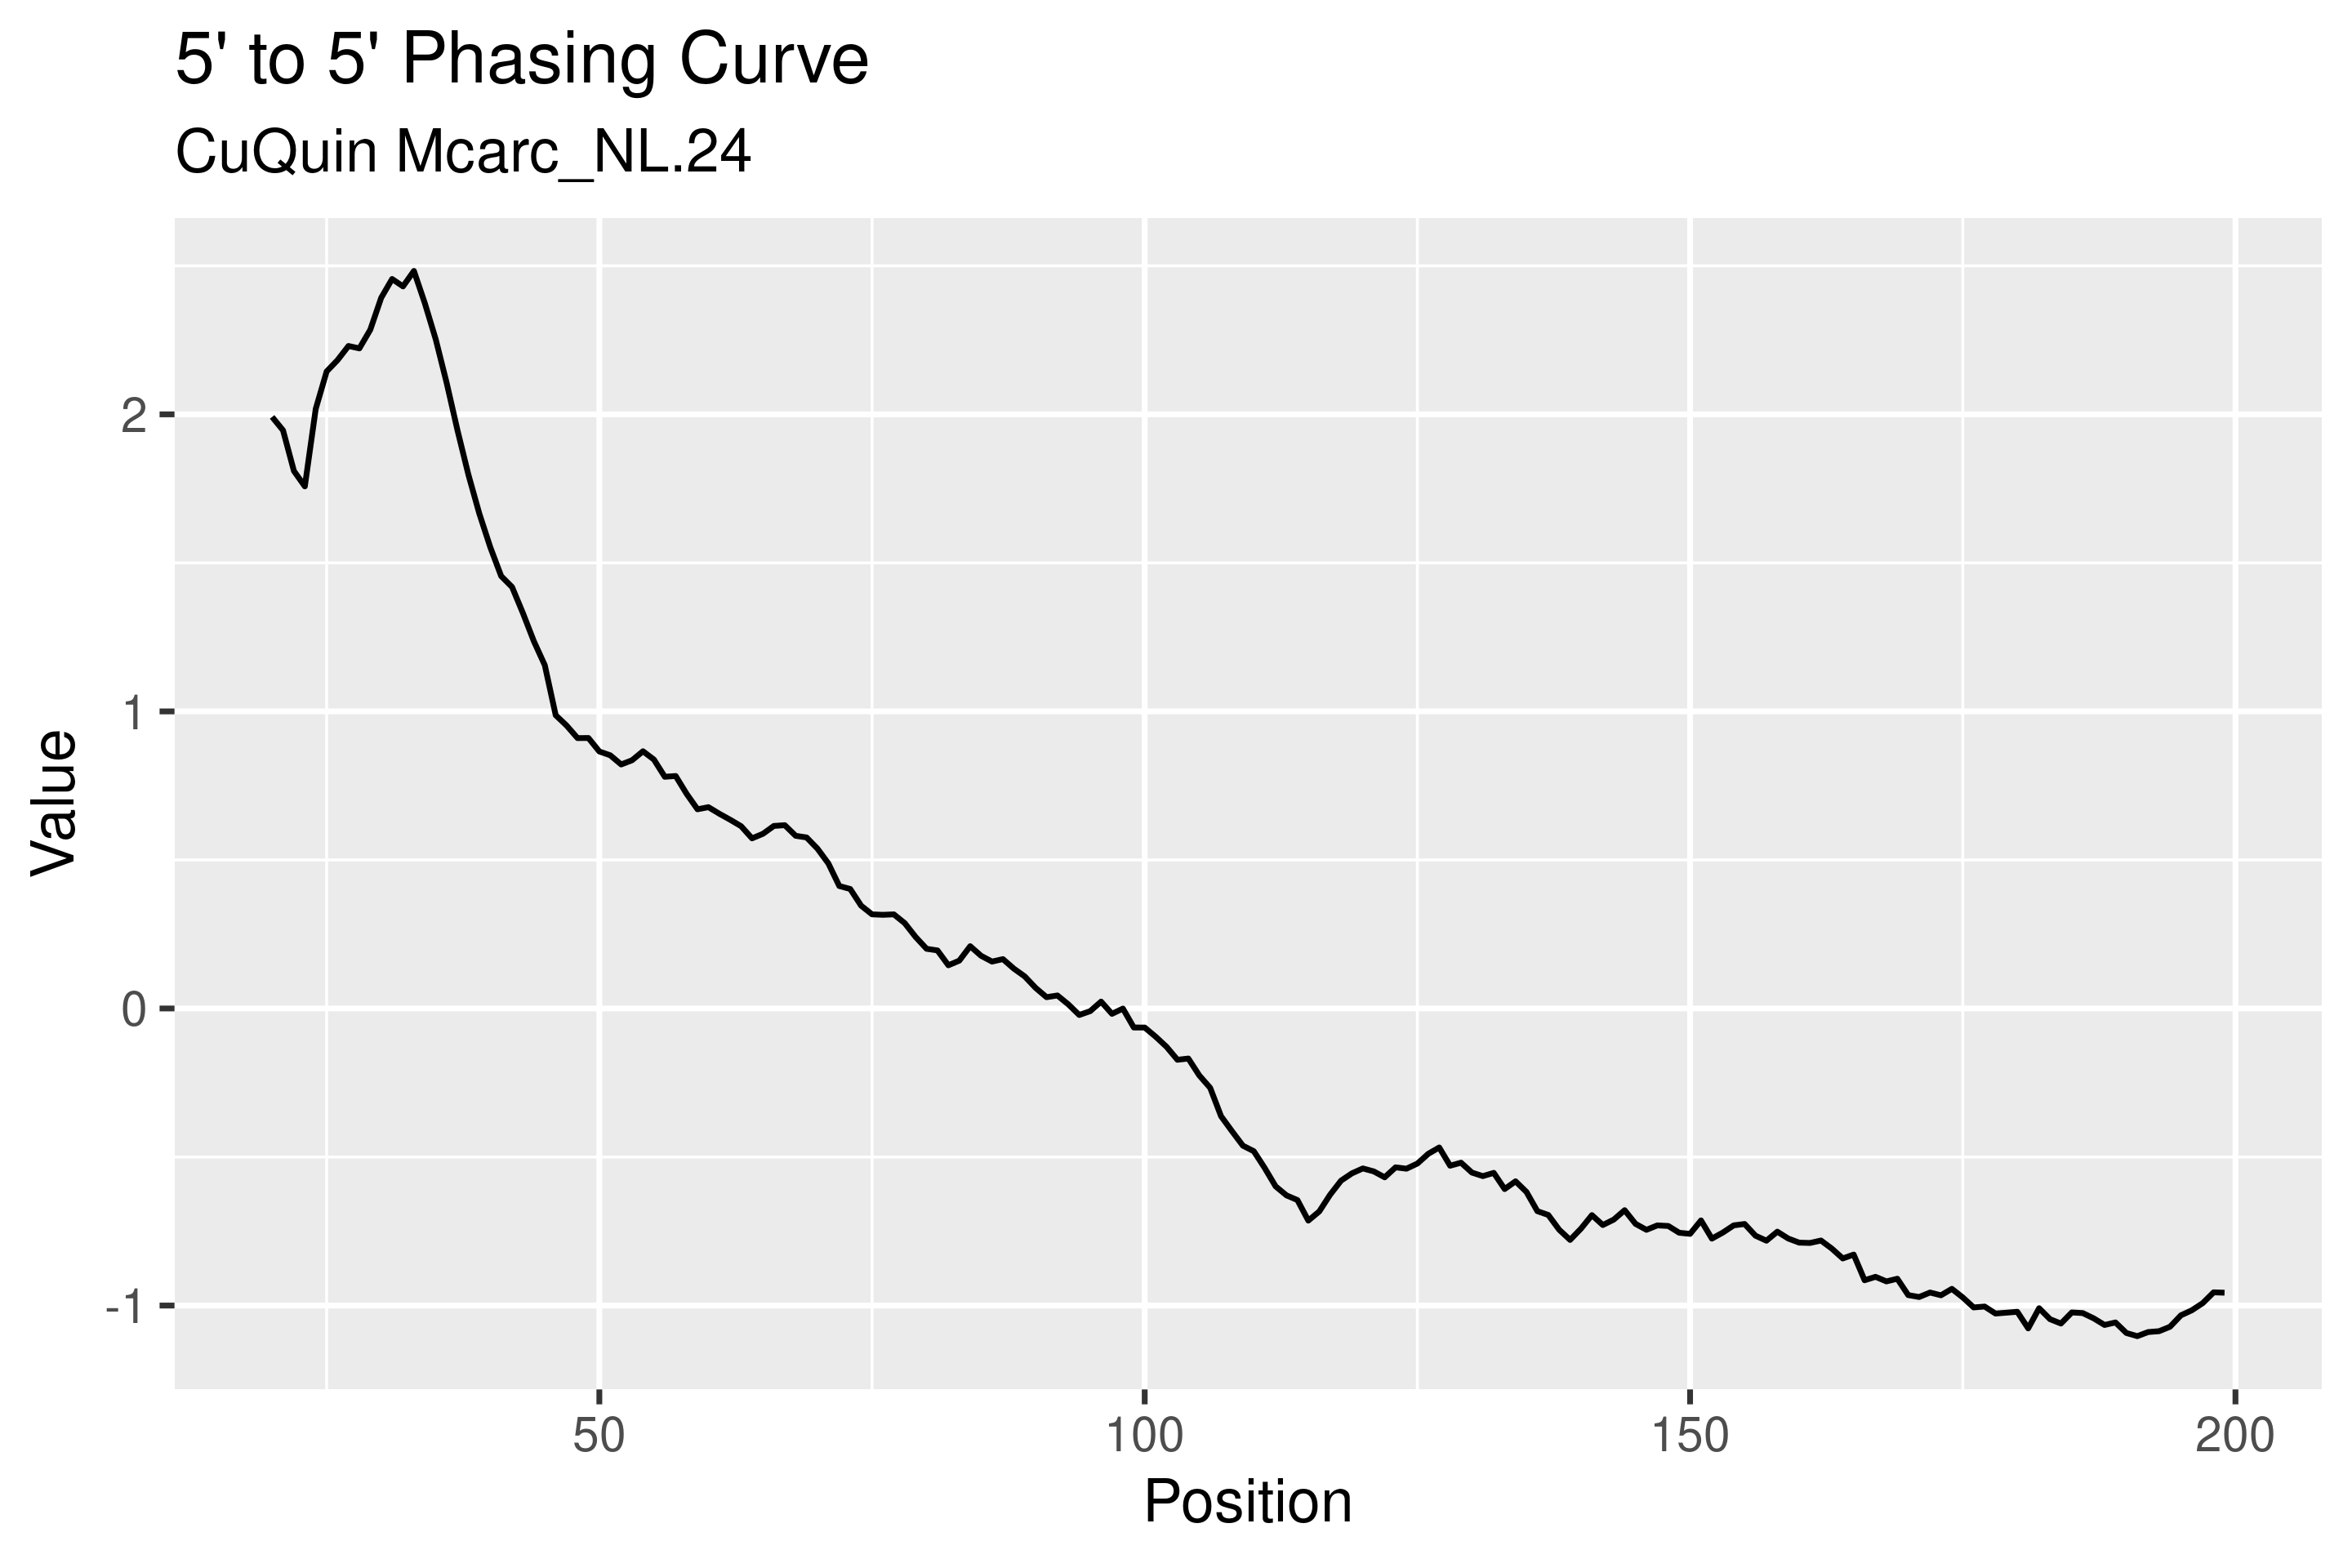 5' to 5' Phasing Curve
CuQuin Mcarc_NL.24
Value
2
1
0
-1
50 100 150 200
Position